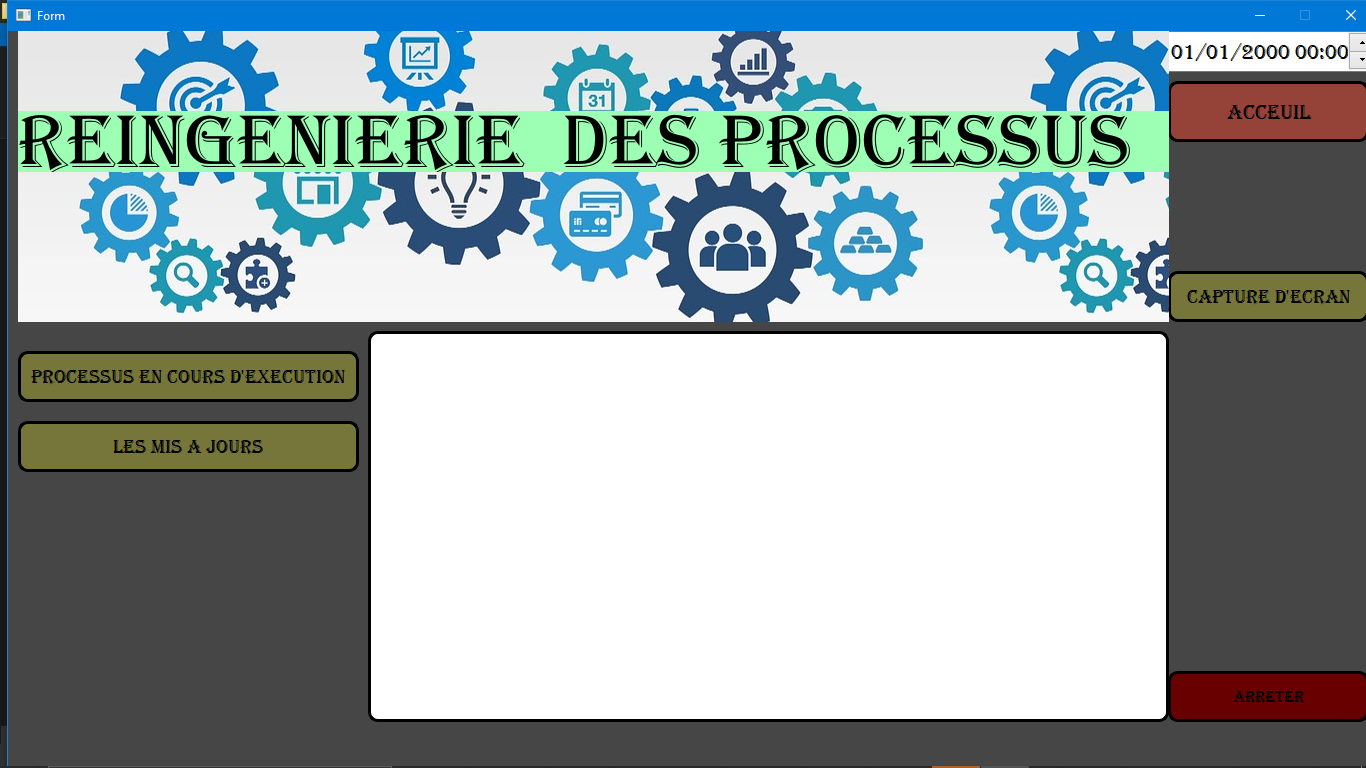 Form
01/01/2000 00:00
31
ACCEUIL
REINGENIERIE DES PROCESSUS
CAPTURE D'ECRAN
PROCESSUS EN COURS D'EXECUTION
LES MIS A JOURS
ARRETER